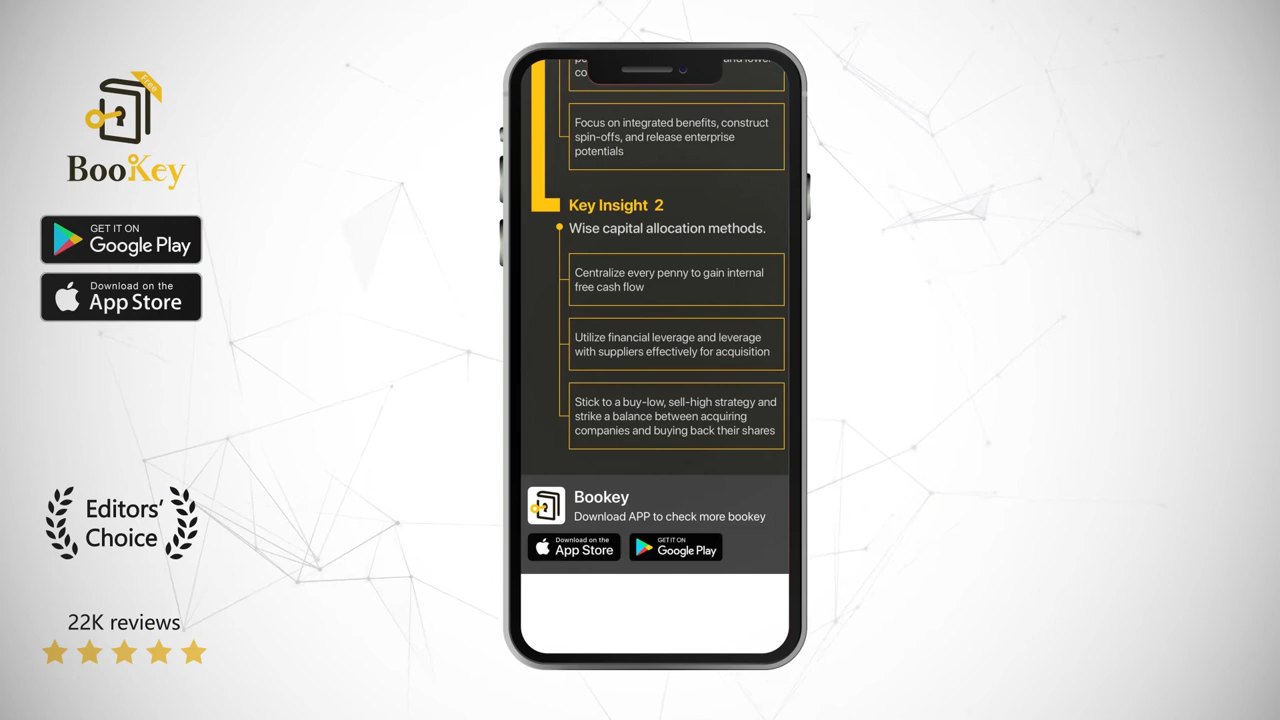 Free
BooKey
GET IT ON
Google Play
Download on the
App Store
Editors’
Choice
22K reviews
co
Focus on integrated benefits, construct
spin-offs, and release enterprise
potentials
Key Insight 2
Wise capital allocation methods.
Centralize every penny to gain internal
free cash flow
Utilize financial leverage and leverage
with suppliers effectively for acquisition
Stick to a buy-low, sell-high strategy and
strike a balance between acquiring
companies and buying back their shares
Bookey
Download APP to check more bookey
Download on the
App Store
GET IT ON
Google Play